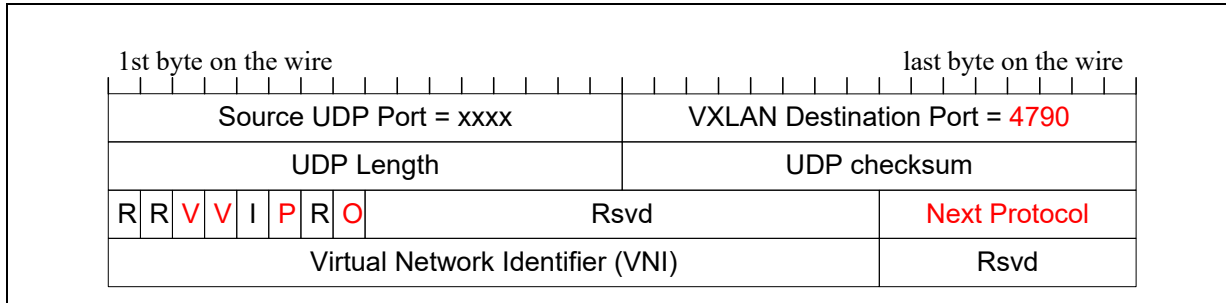 1st byte on the wire last byte on the wire
Source UDP Port = xxxx VXLAN Destination Port = 4790
UDP Length UDP checksum
R R V V I P R O Rsvd Next Protocol
Virtual Network Identifier (VNI) Rsvd